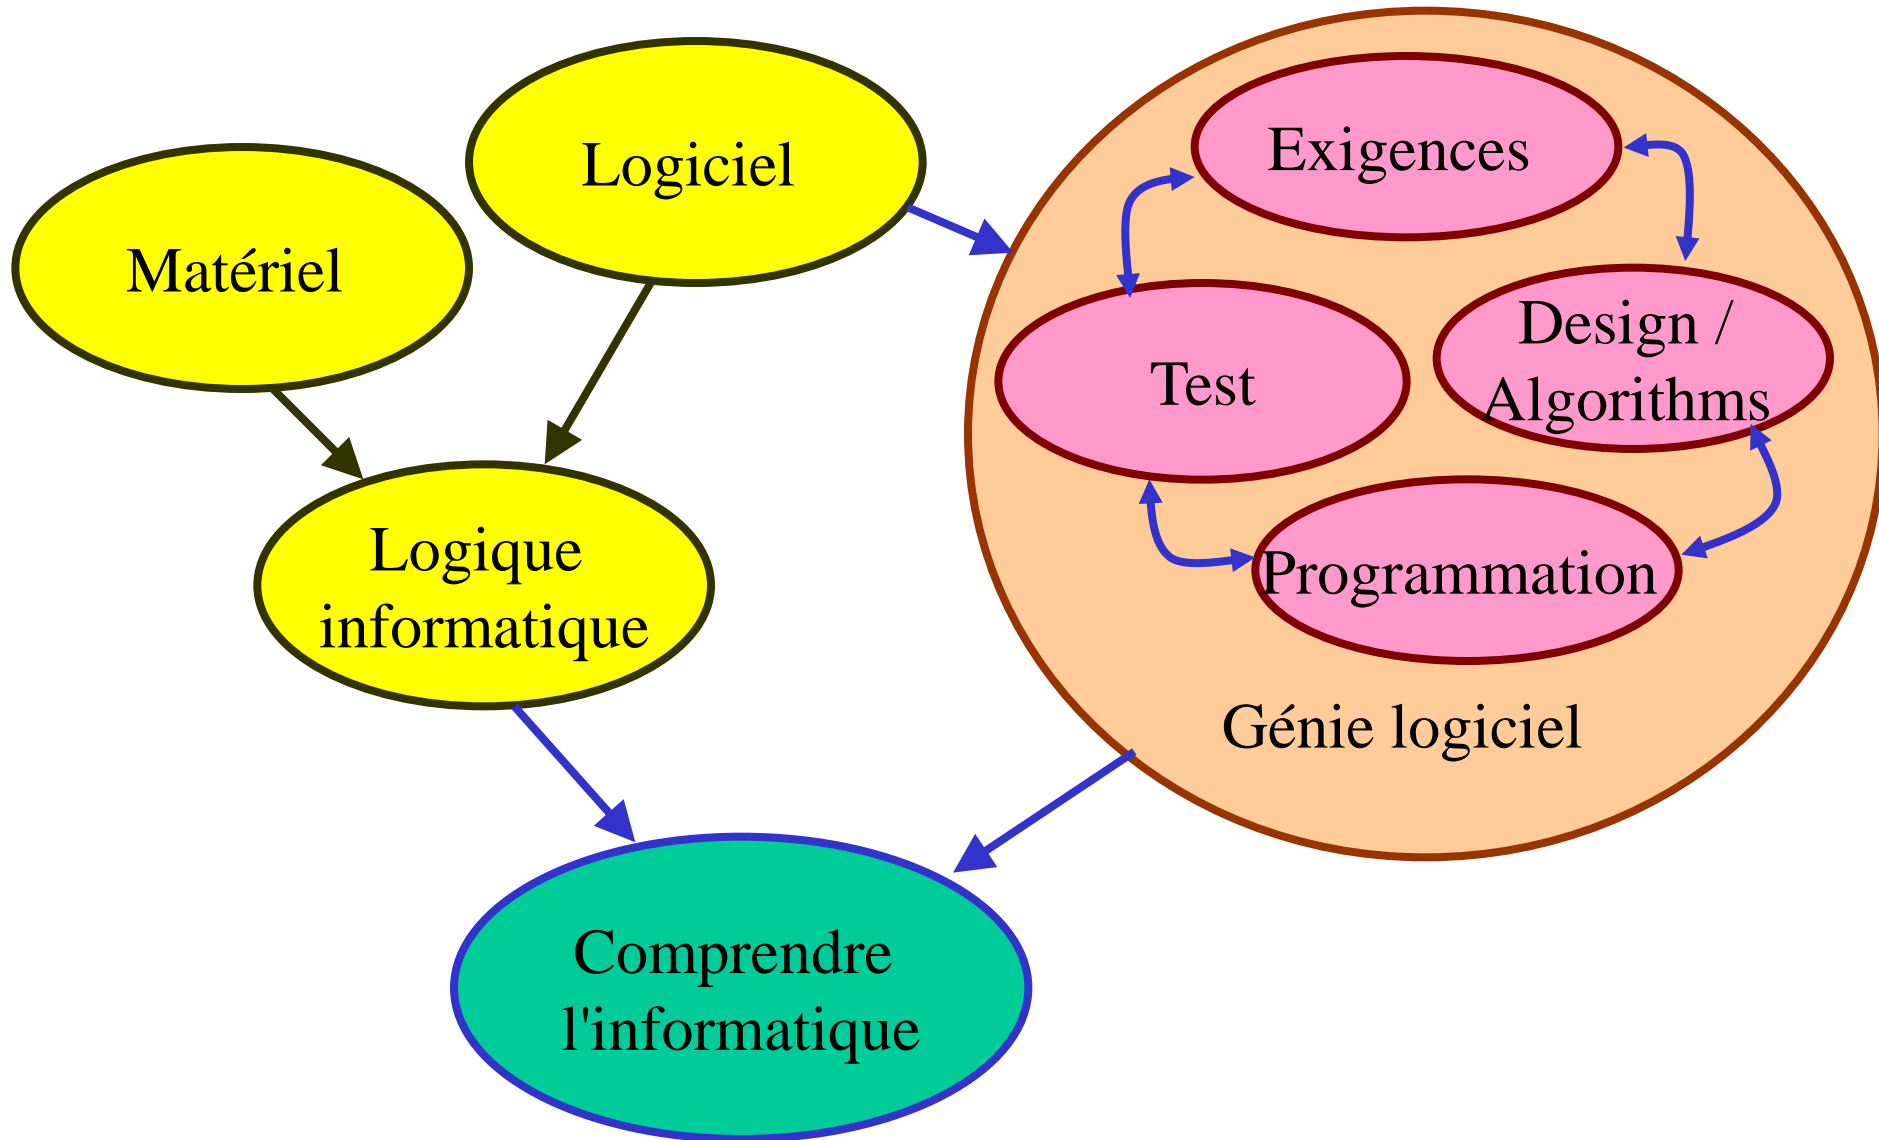 Logiciel
Matériel
Logique
informatique
Comprendre
l'informatique
Exigences
Design /
Algorithms
Test
Programmation
Génie logiciel